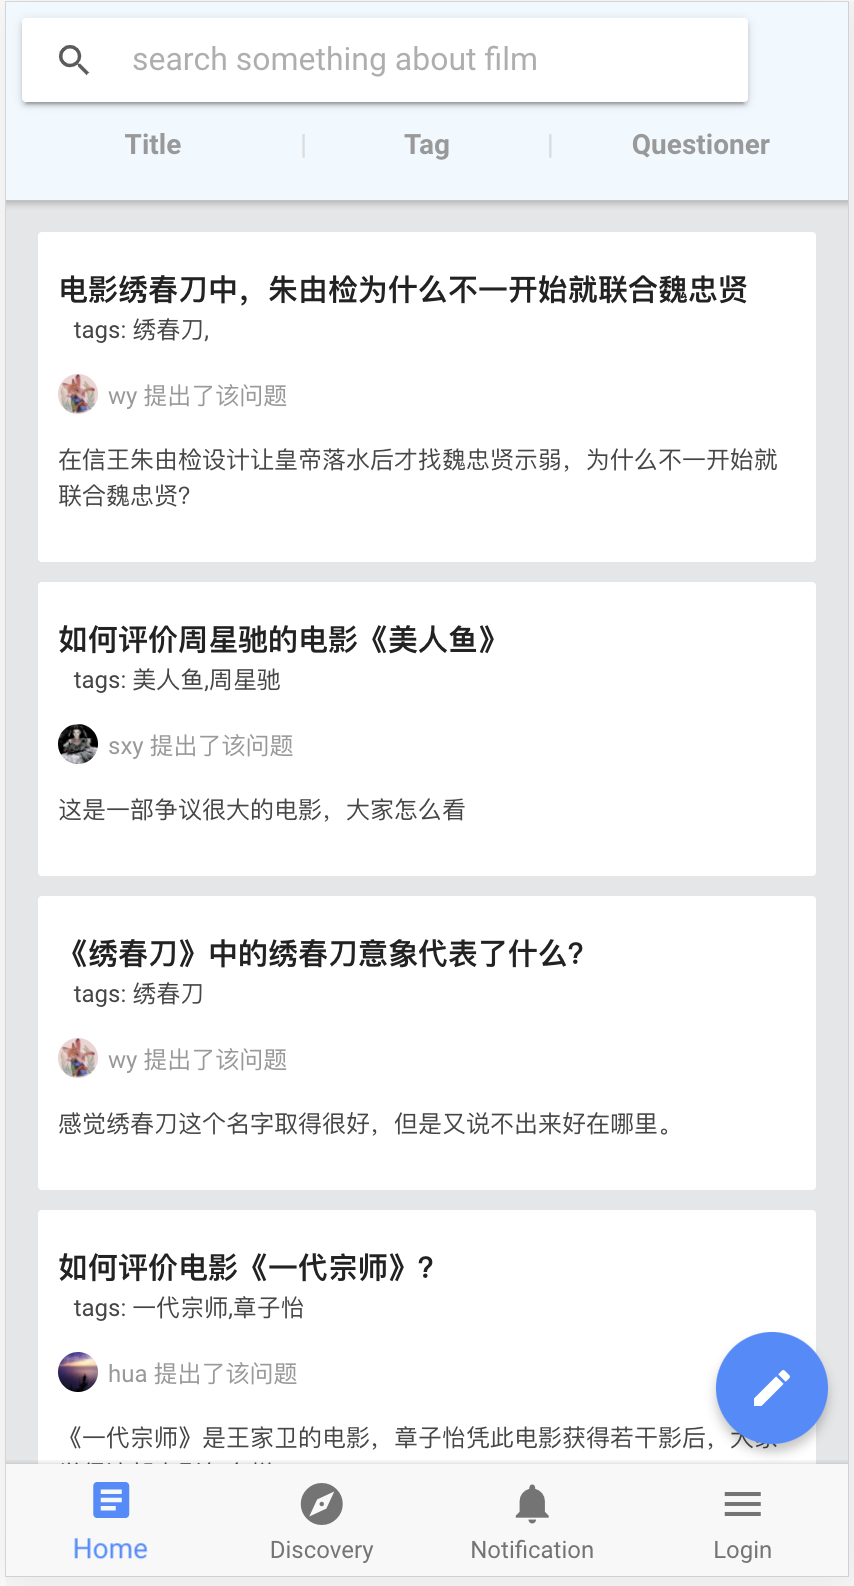 search something about film
Title | Tag | Questioner
电影绣春刀中，朱由检为什么不一开始就联合魏忠贤
tags: 绣春刀,
wy 提出了该问题
在信王朱由检设计让皇帝落水后才找魏忠贤示弱，为什么不一开始就
联合魏忠贤？
如何评价周星驰的电影《美人鱼》
tags: 美人鱼,周星驰
sxy 提出了该问题
这是一部争议很大的电影，大家怎么看
《绣春刀》中的绣春刀意象代表了什么？
tags: 绣春刀
wy 提出了该问题
感觉绣春刀这个名字取得很好，但是又说不出来好在哪里。
如何评价电影《一代宗师》?
tags: 一代宗师,章子怡
hua 提出了该问题
《一代宗师》是王家卫的电影，章子怡凭此电影获得若干影后，大家
Home Discovery Notification Login